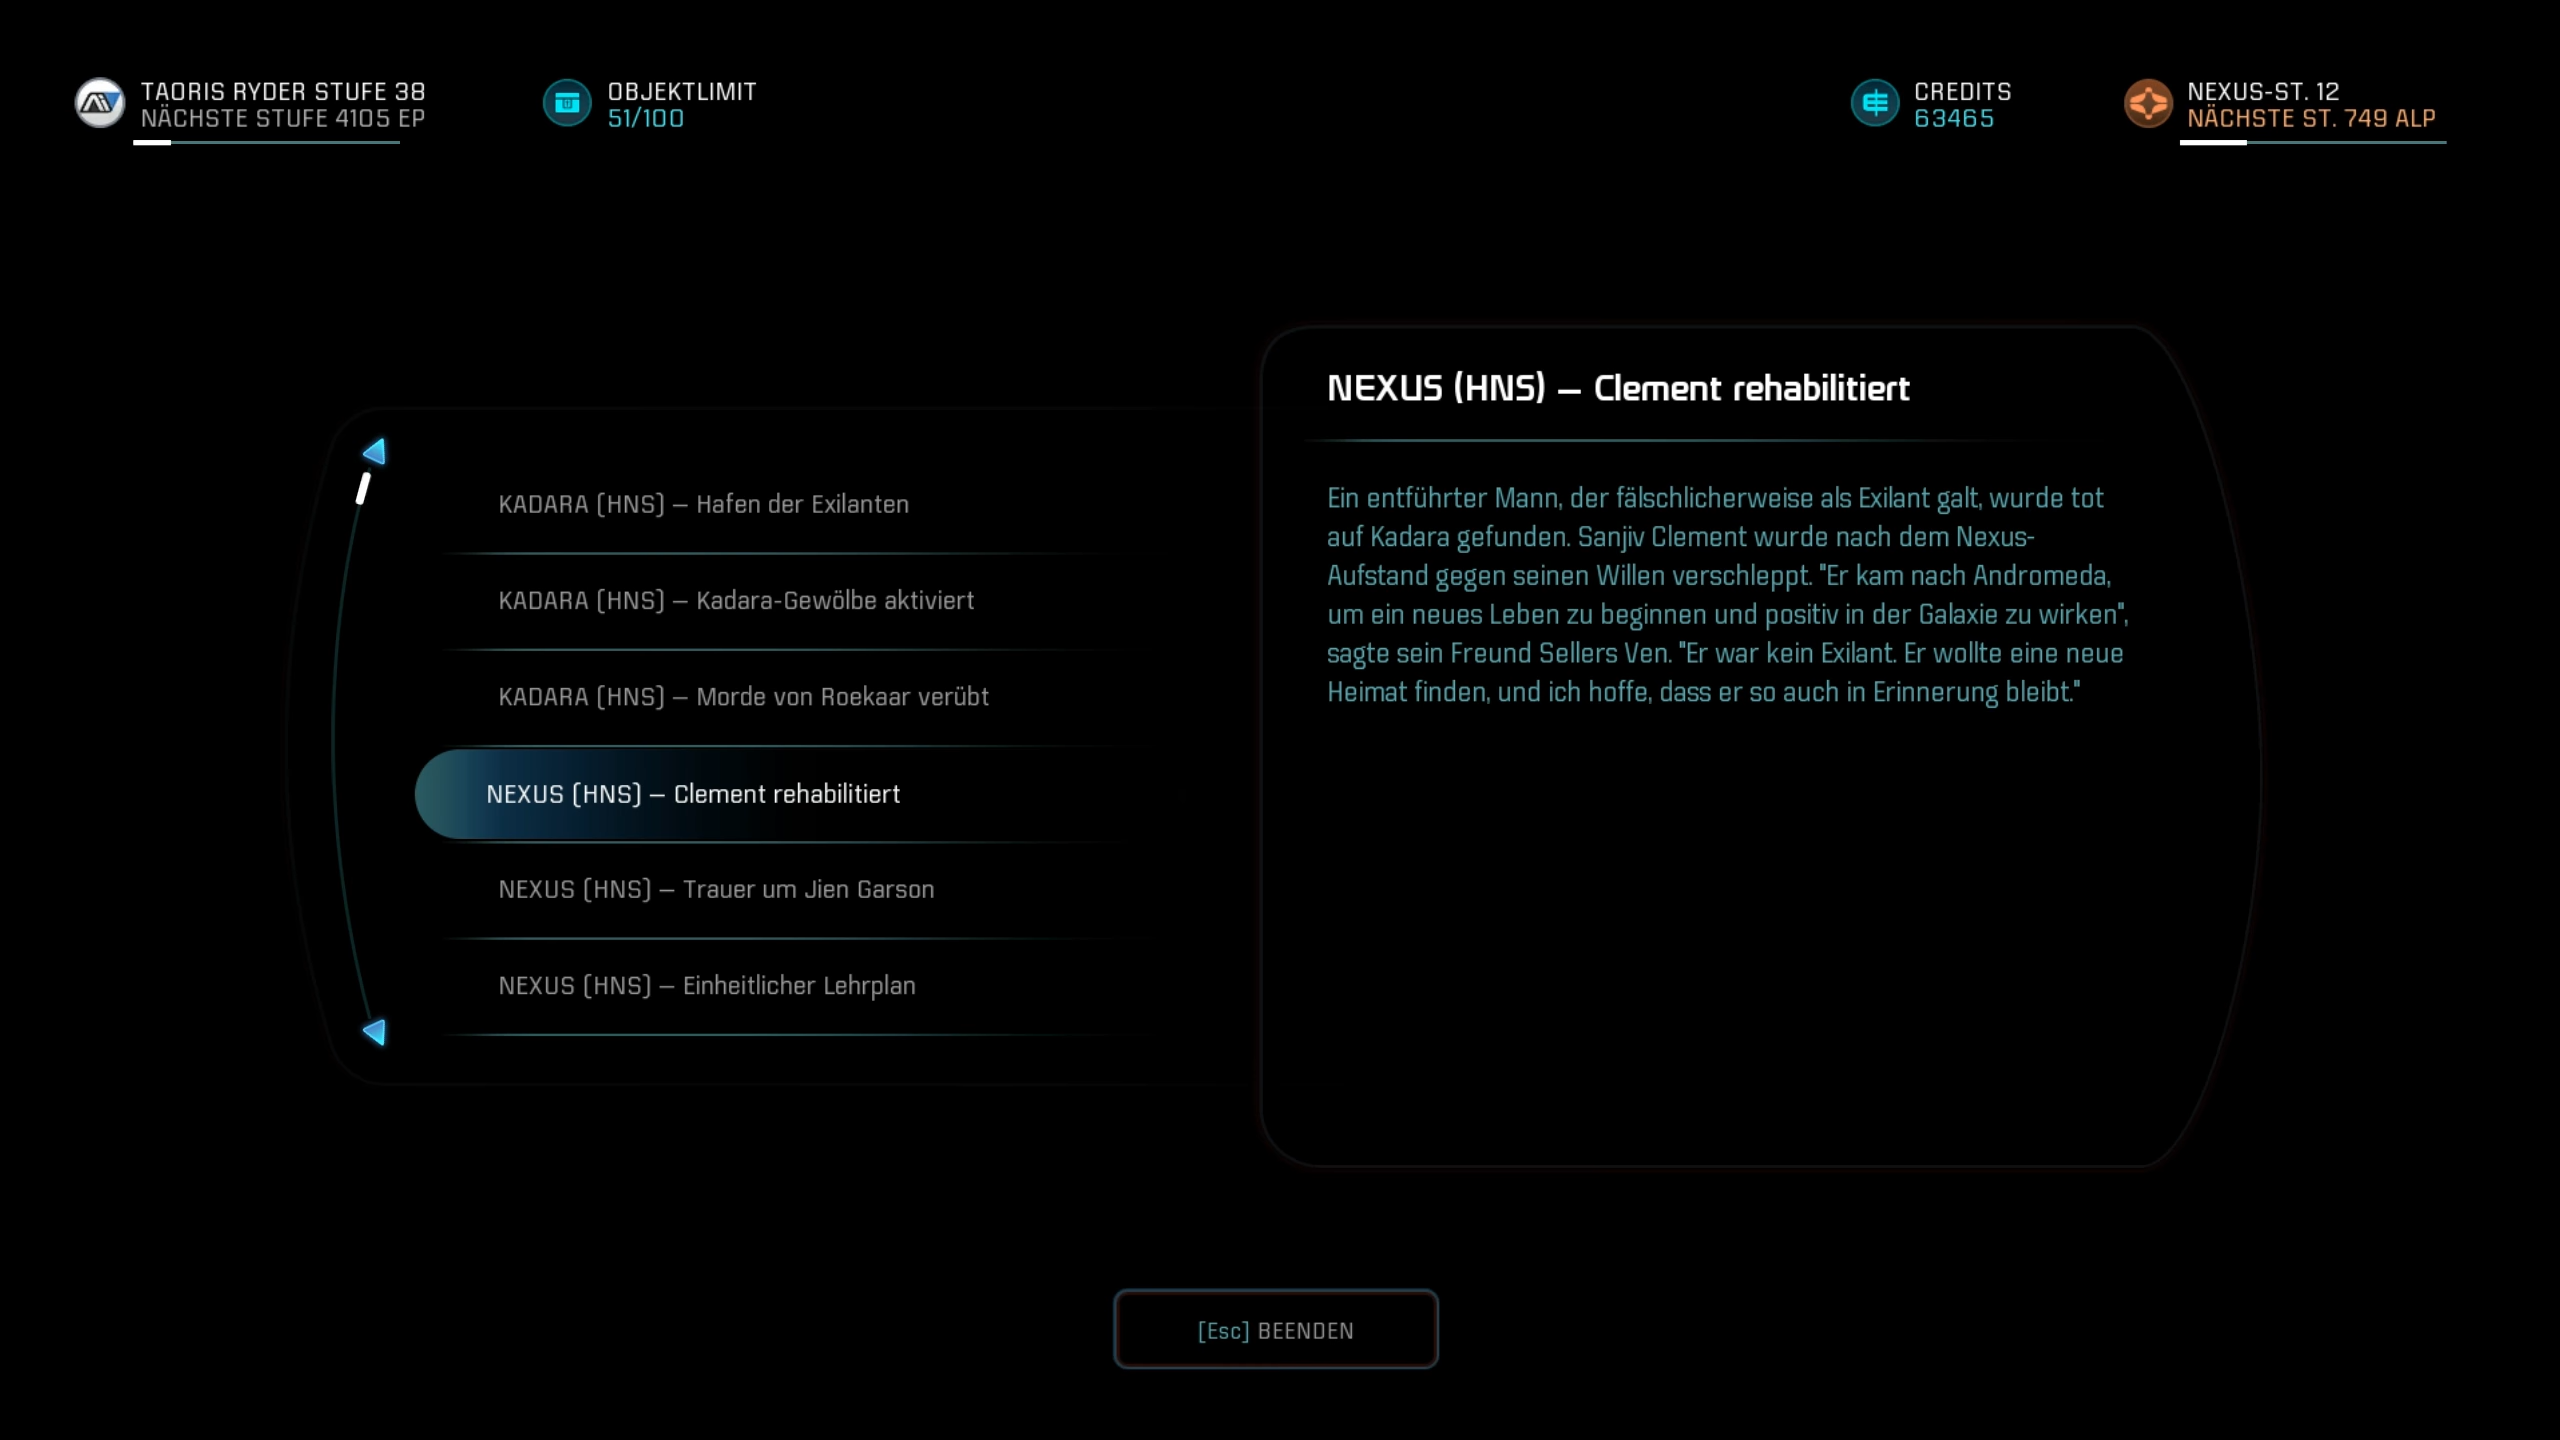 TAORIS RYDER STUFE 38
NÄCHSTE STUFE 4105 EP
OBJEKTLIMIT
51/100
CREDITS
63465
NEXUS-ST. 12
NÄCHSTE ST. 749 ALP
KADARA (HNS) – Hafen der Exilanten
KADARA (HNS) – Kadara-Gewölbe aktiviert
KADARA (HNS) – Morde von Roekaar verübt
NEXUS (HNS) – Clement rehabilitiert
NEXUS (HNS) – Trauer um Jien Garson
NEXUS (HNS) – Einheitlicher Lehrplan
NEXUS (HNS) – Clement rehabilitiert
Ein entführter Mann, der fälschlicherweise als Exilant galt, wurde tot
auf Kadara gefunden. Sanjiv Clement wurde nach dem Nexus-
Aufstand gegen seinen Willen verschleppt. "Er kam nach Andromeda,
um ein neues Leben zu beginnen und positiv in der Galaxie zu wirken",
sagte sein Freund Sellers Ven. "Er war kein Exilant. Er wollte eine neue
Heimat finden, und ich hoffe, dass er so auch in Erinnerung bleibt."
[Esc] BEENDEN